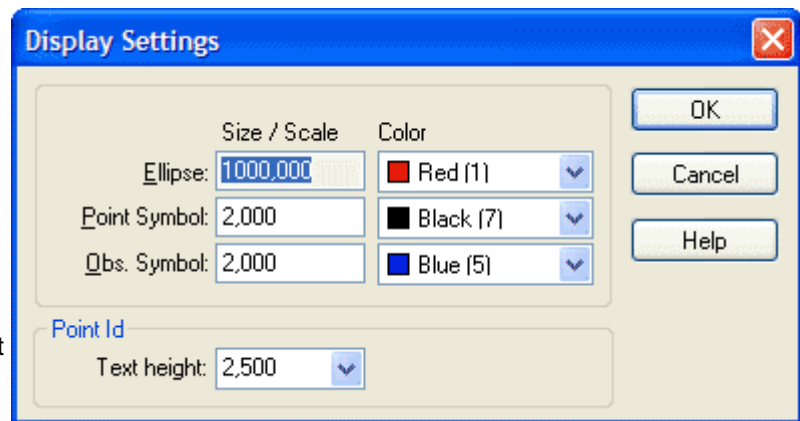 Display Settings
Size / Scale Color
Ellipse: 1000,000 Red (1)
Point Symbol: 2,000 Black (7)
Obs. Symbol: 2,000 Blue (5)
Point Id
Text height: 2,500
OK
Cancel
Help
t